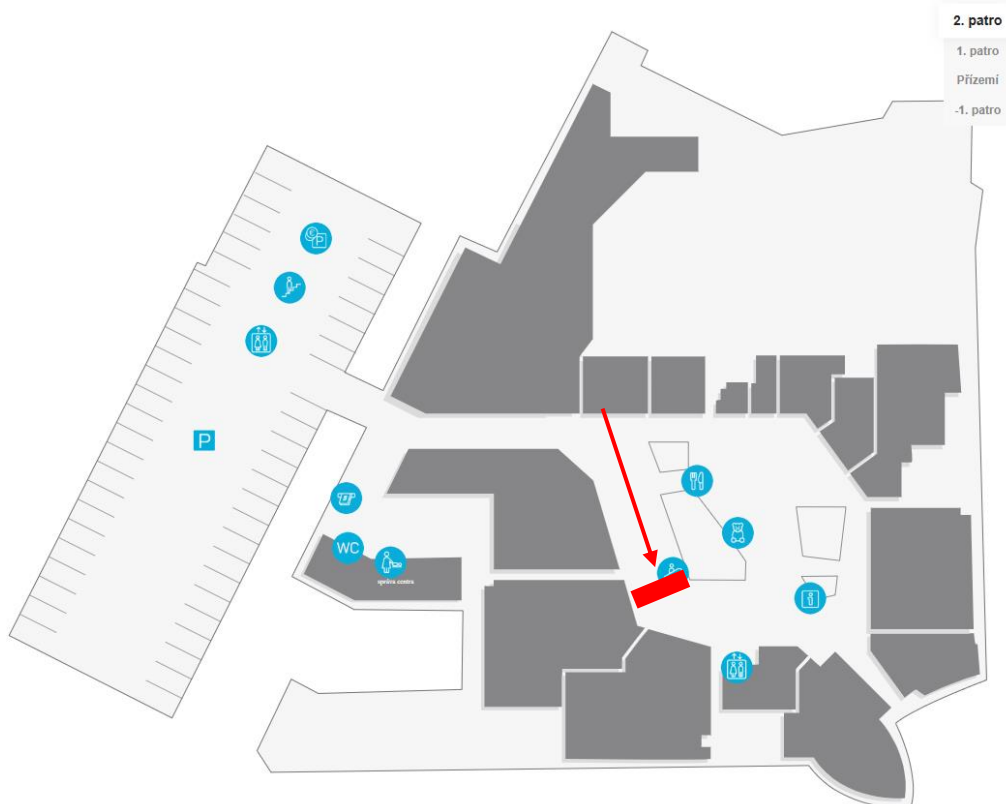 2. patro
1. patro
Přízemí
-1. patro
€
P
P
WC
správa centra